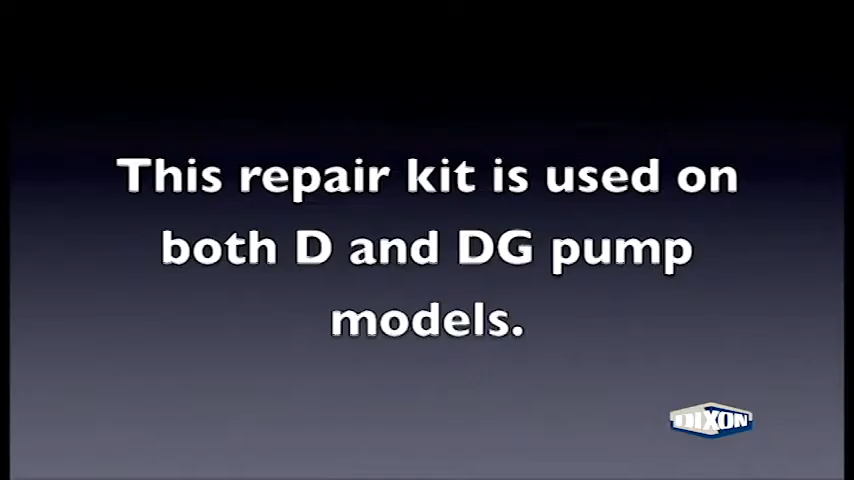 This repair kit is used on
both D and DG pump
models.
DIXON